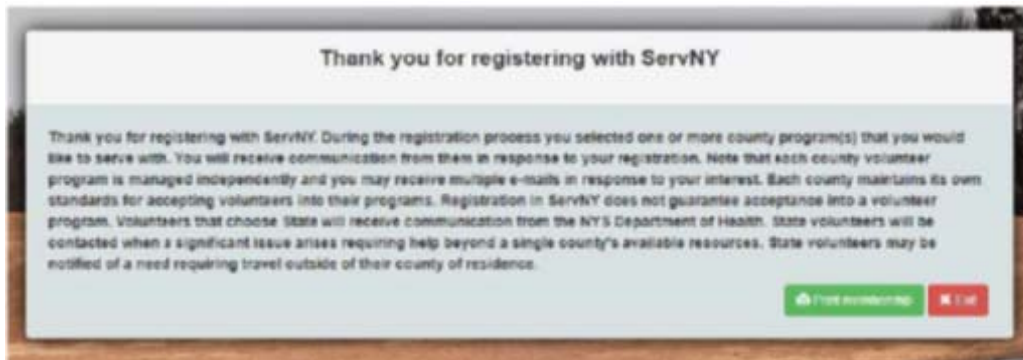 Thank you for registering with ServNY
Thank you for registering with ServNY. During the registration process you selected one or more county program(s) that you would
like to serve with. You will receive communication from them in response to your registration. Note that each county volunteer
program is managed independently and you may receive multiple e-mails in response to your interest. Each county maintains its own
standards for accepting volunteers into their programs. Registration in ServNY does not guarantee acceptance into a volunteer
program. Volunteers that choose State will receive communication from the NYS Department of Health. State volunteers will be
contacted when a significant issue arises requiring help beyond a single county's available resources. State volunteers may be
notified of a need requiring travel outside of their county of residence.
Print membership
Exit